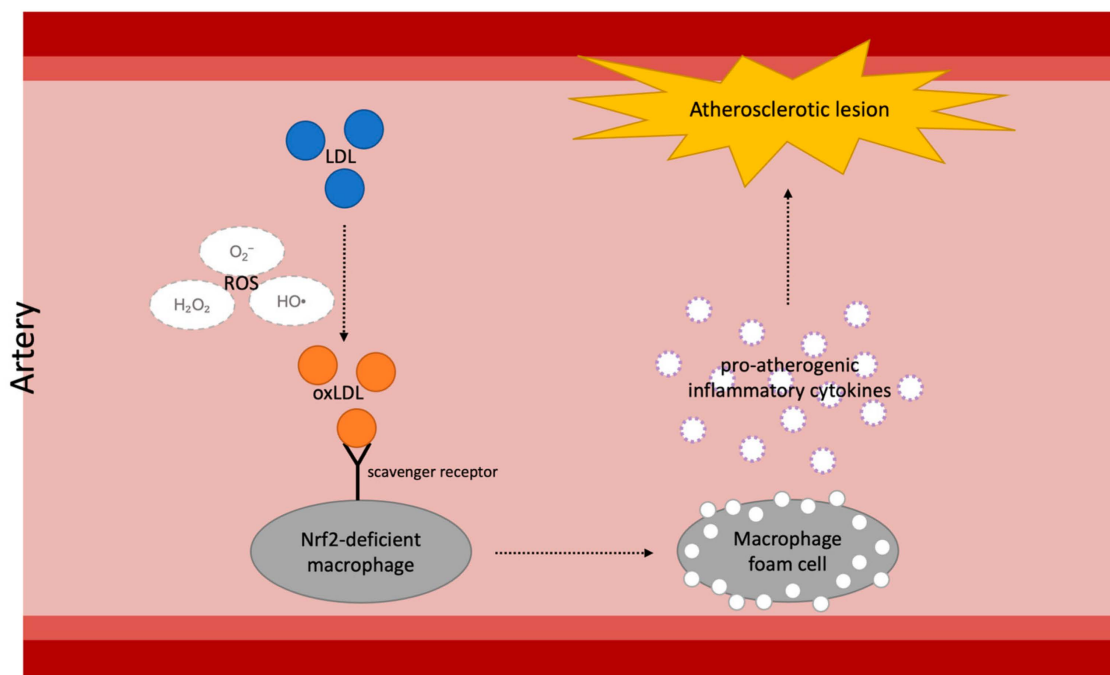 Artery
LDL
O₂⁻
ROS
H₂O₂
HO•
oxLDL
scavenger receptor
Nrf2-deficient
macrophage
Macrophage
foam cell
pro-atherogenic
inflammatory cytokines
Atherosclerotic lesion